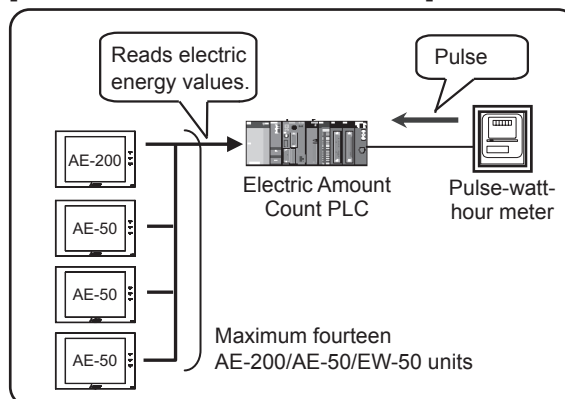 Reads electric
energy values.
Pulse
AE-200
AE-50
AE-50
AE-50
Electric Amount
Count PLC
Pulse-watt-
hour meter
Maximum fourteen
AE-200/AE-50/EW-50 units